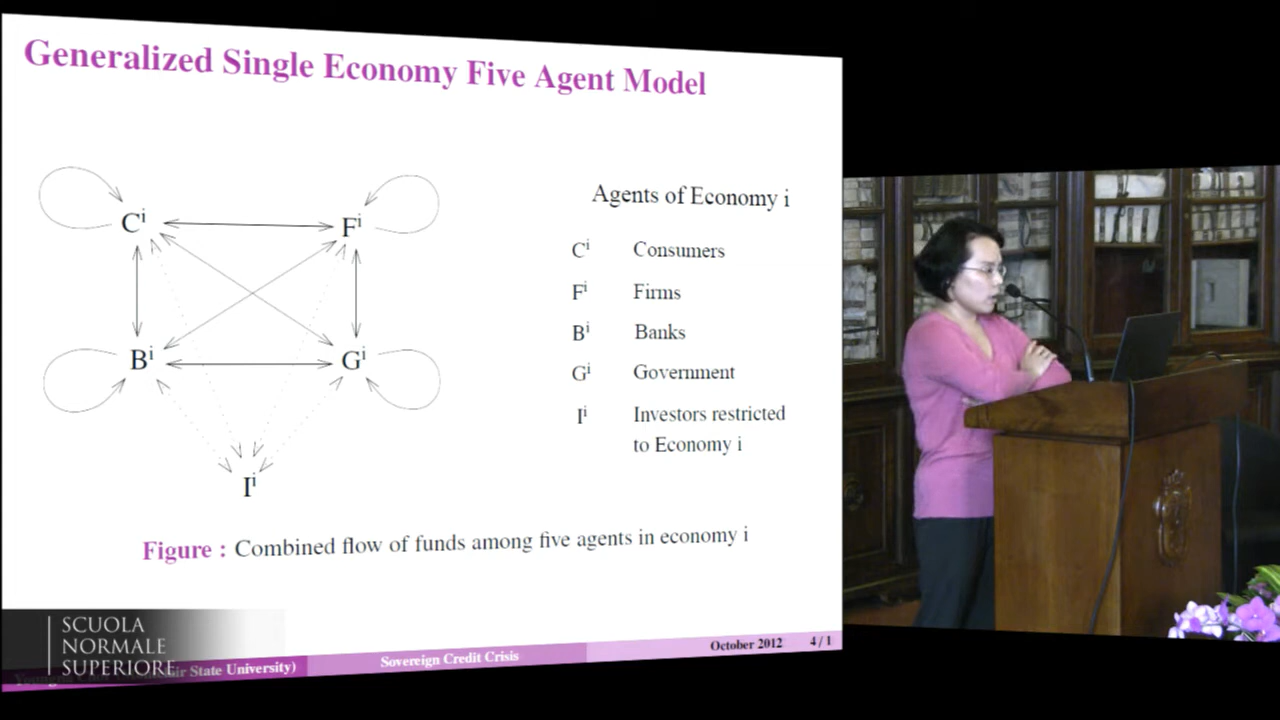 Generalized Single Economy Five Agent Model
Cⁱ
Fⁱ
Bⁱ
Gⁱ
Iⁱ
Agents of Economy i
Cⁱ Consumers
Fⁱ Firms
Bⁱ Banks
Gⁱ Government
Iⁱ Investors restricted
to Economy i
Figure : Combined flow of funds among five agents in economy i
SCUOLA
NORMALE
SUPERIORE
State University)
Sovereign Credit Crisis
October 2012 4 / 1